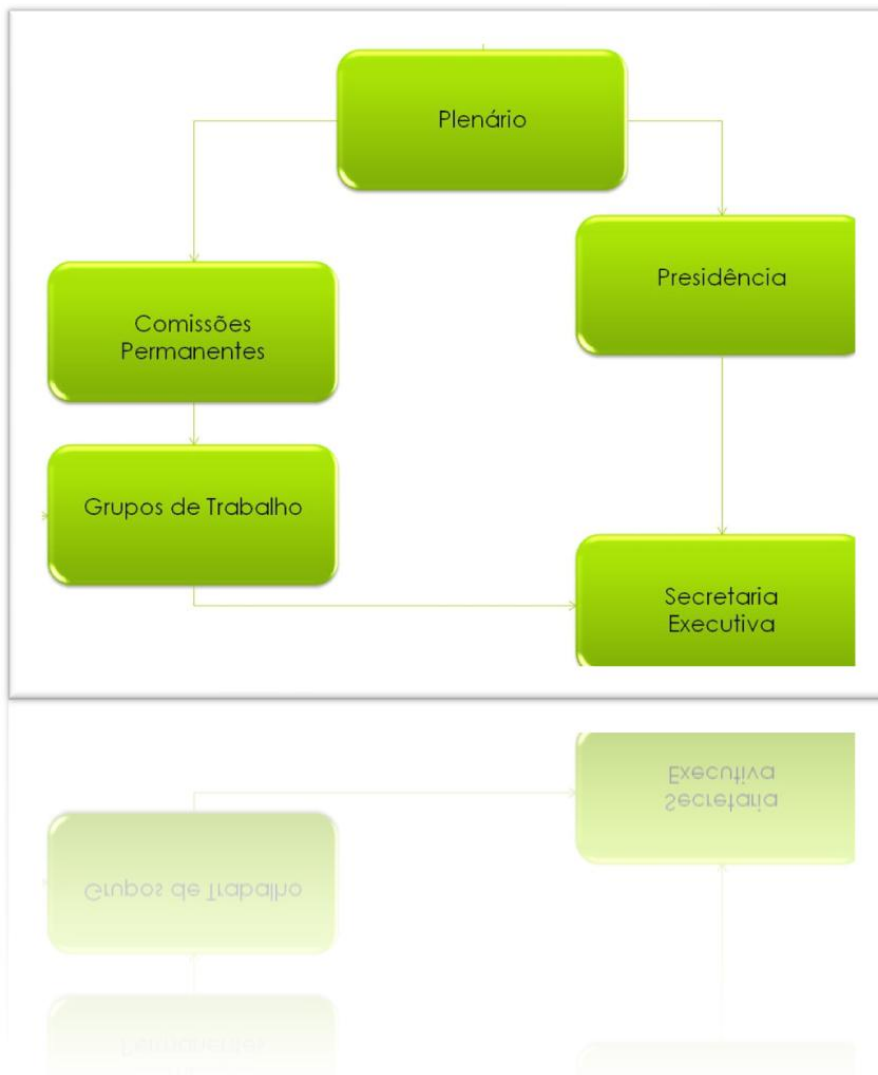 Plenário
Presidência
Comissões
Permanentes
Grupos de Trabalho
Secretaria
Executiva